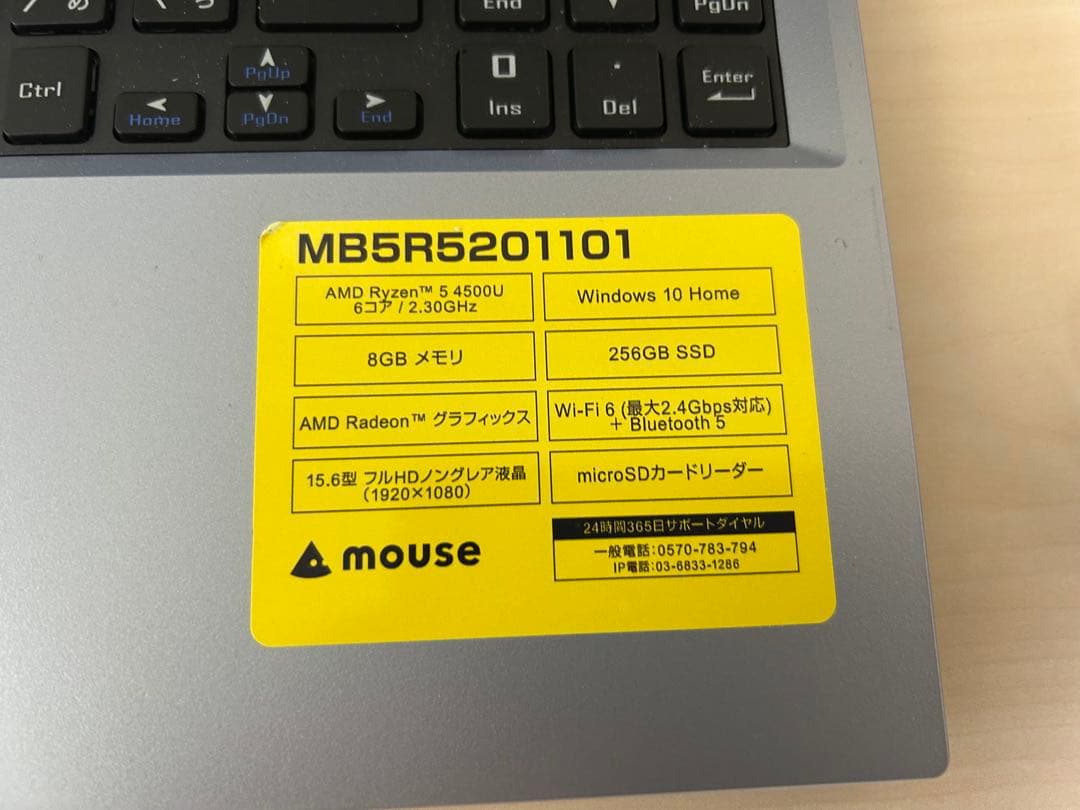 End
PgDn
Ctrl
PgUp
Home
PgDn
End
0
Ins
.
Del
Enter
MB5R5201101
AMD Ryzen™ 5 4500U
6コア / 2.30GHz
Windows 10 Home
8GB メモリ
256GB SSD
AMD Radeon™ グラフィックス
Wi-Fi 6 (最大2.4Gbps対応)
+ Bluetooth 5
15.6型 フルHDノングレア液晶
(1920×1080)
microSDカードリーダー
mouse
24時間365日サポートダイヤル
一般電話:0570-783-794
IP電話:03-6833-1286